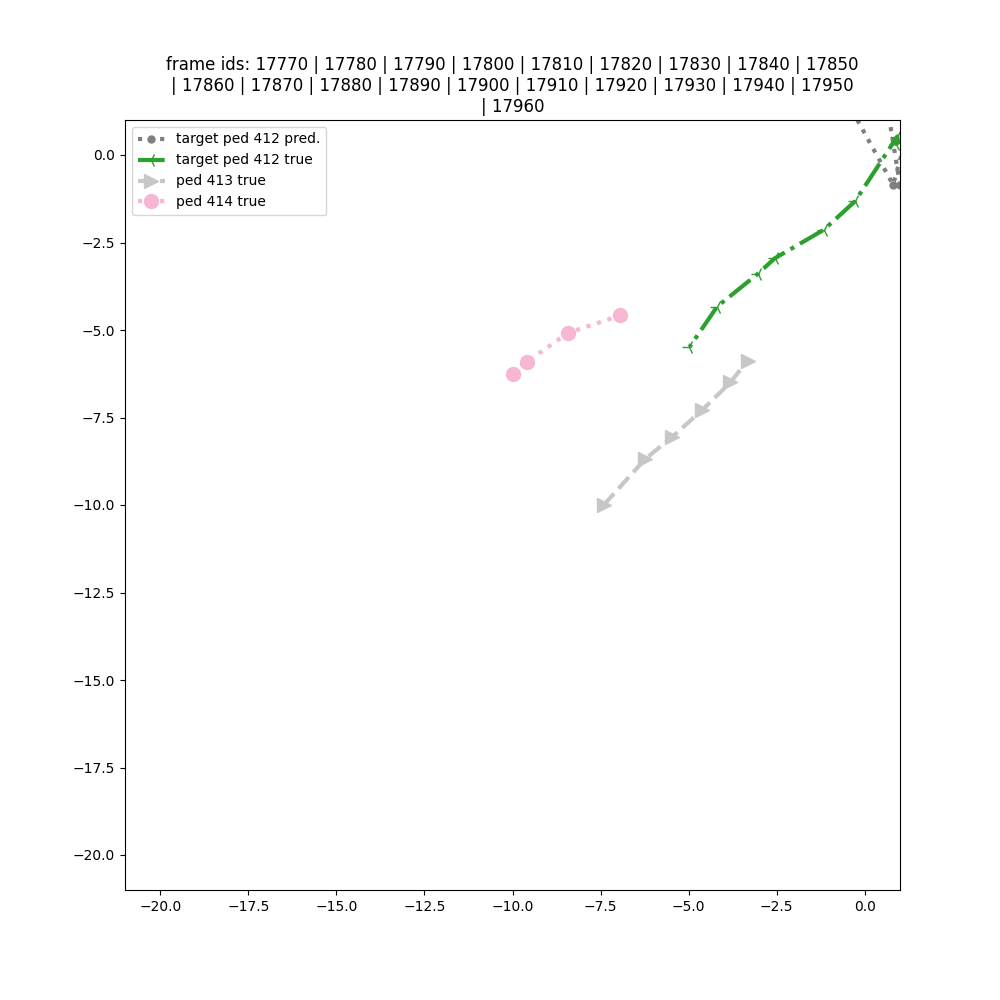 frame ids: 17770 | 17780 | 17790 | 17800 | 17810 | 17820 | 17830 | 17840 | 17850
| 17860 | 17870 | 17880 | 17890 | 17900 | 17910 | 17920 | 17930 | 17940 | 17950
| 17960
target ped 412 pred.
target ped 412 true
ped 413 true
ped 414 true
0.0
−2.5
−5.0
−7.5
−10.0
−12.5
−15.0
−17.5
−20.0
−20.0 −17.5 −15.0 −12.5 −10.0 −7.5 −5.0 −2.5 0.0